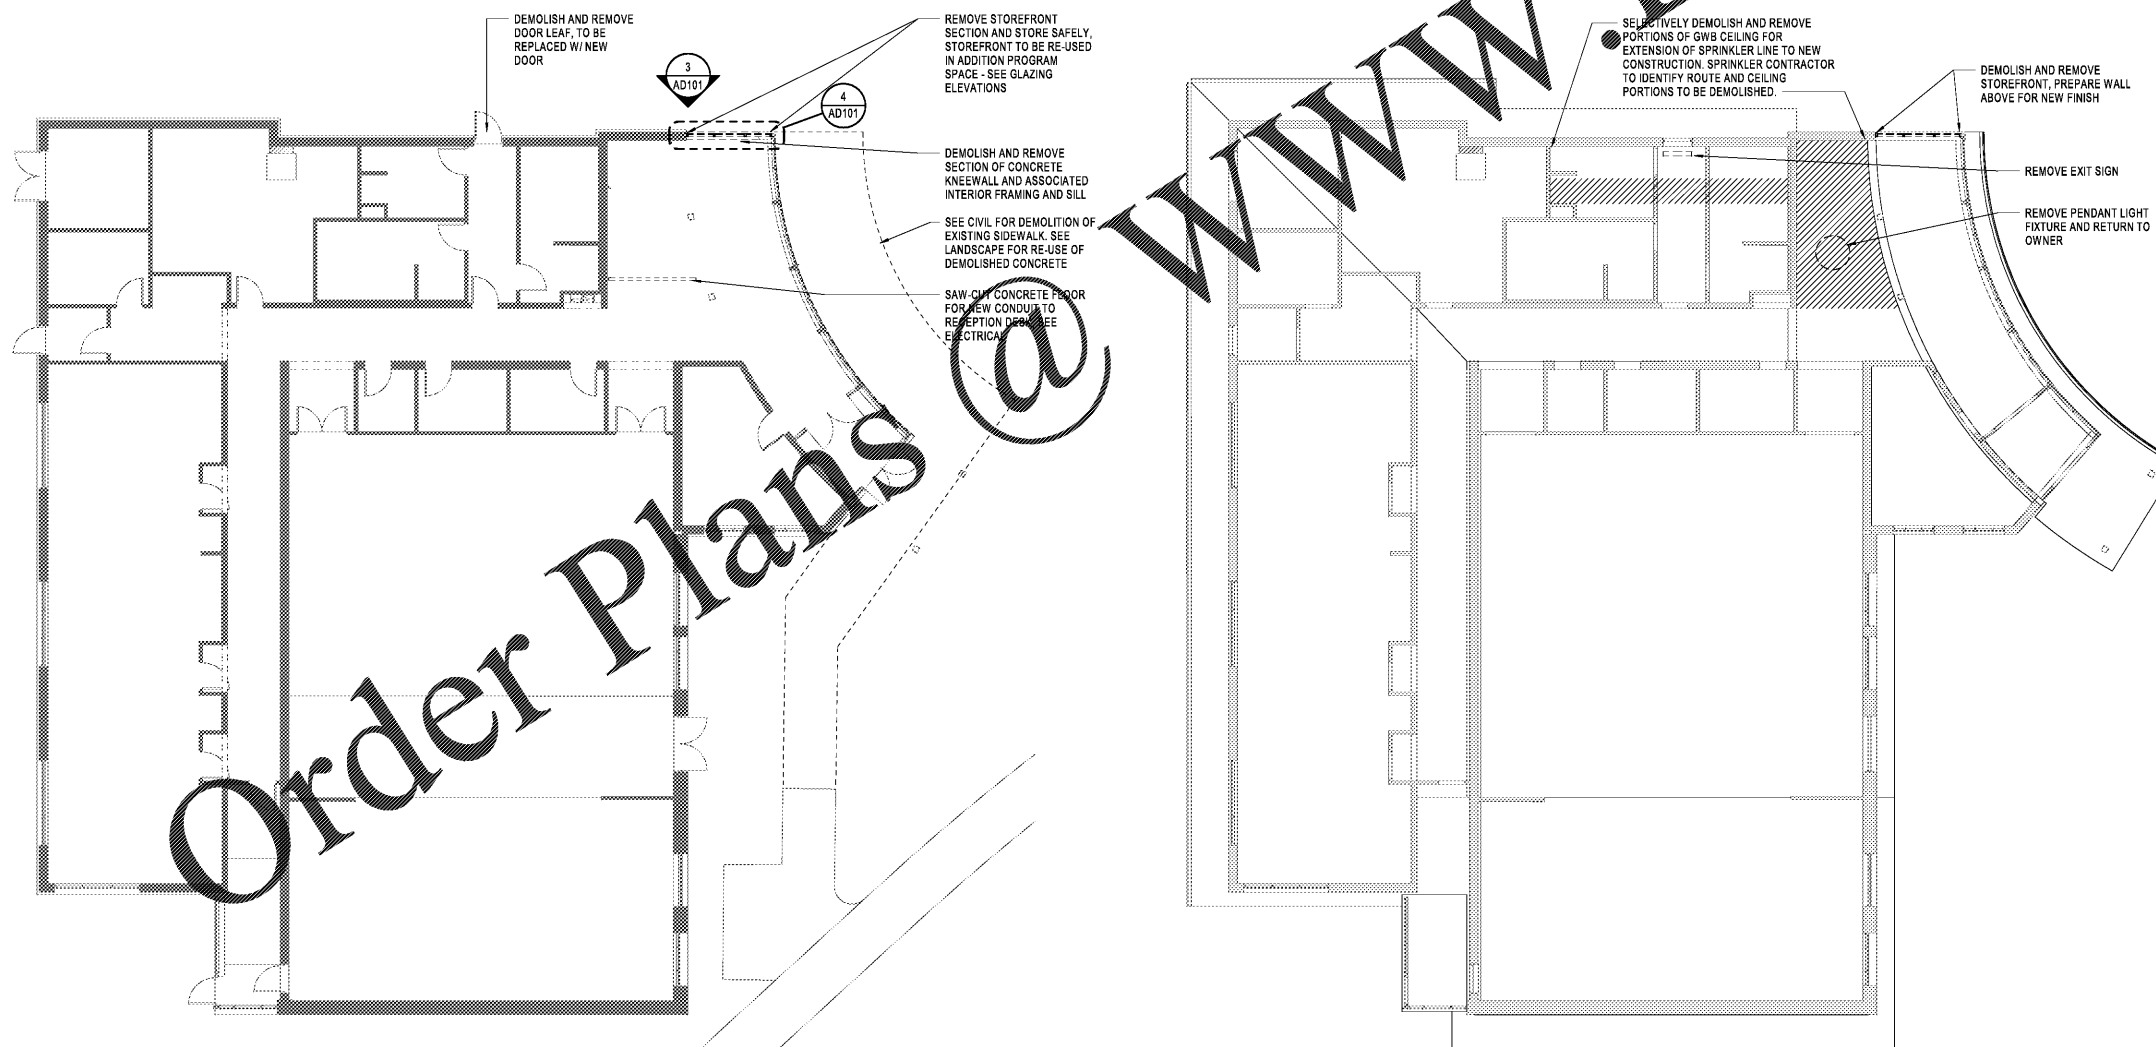 DEMOLISH AND REMOVE
DOOR LEAF, TO BE
REPLACED W/ NEW
DOOR
REMOVE STOREFRONT
SECTION AND STORE SAFELY,
STOREFRONT TO BE RE-USED
IN ADDITION PROGRAM
SPACE - SEE GLAZING
ELEVATIONS
3
AD101
4
AD101
DEMOLISH AND REMOVE
SECTION OF CONCRETE
KNEEWALL AND ASSOCIATED
INTERIOR FRAMING AND SILL
SEE CIVIL FOR DEMOLITION OF
EXISTING SIDEWALK. SEE
LANDSCAPE FOR RE-USE OF
DEMOLISHED CONCRETE
SAW-CUT CONCRETE FLOOR
FOR NEW CONDUIT TO
RECEPTION DESK, SEE
ELECTRICAL
SELECTIVELY DEMOLISH AND REMOVE
PORTIONS OF GWB CEILING FOR
EXTENSION OF SPRINKLER LINE TO NEW
CONSTRUCTION. SPRINKLER CONTRACTOR
TO IDENTIFY ROUTE AND CEILING
PORTIONS TO BE DEMOLISHED.
DEMOLISH AND REMOVE
STOREFRONT, PREPARE WALL
ABOVE FOR NEW FINISH
REMOVE EXIT SIGN
REMOVE PENDANT LIGHT
FIXTURE AND RETURN TO
OWNER
Order Plans @ www.